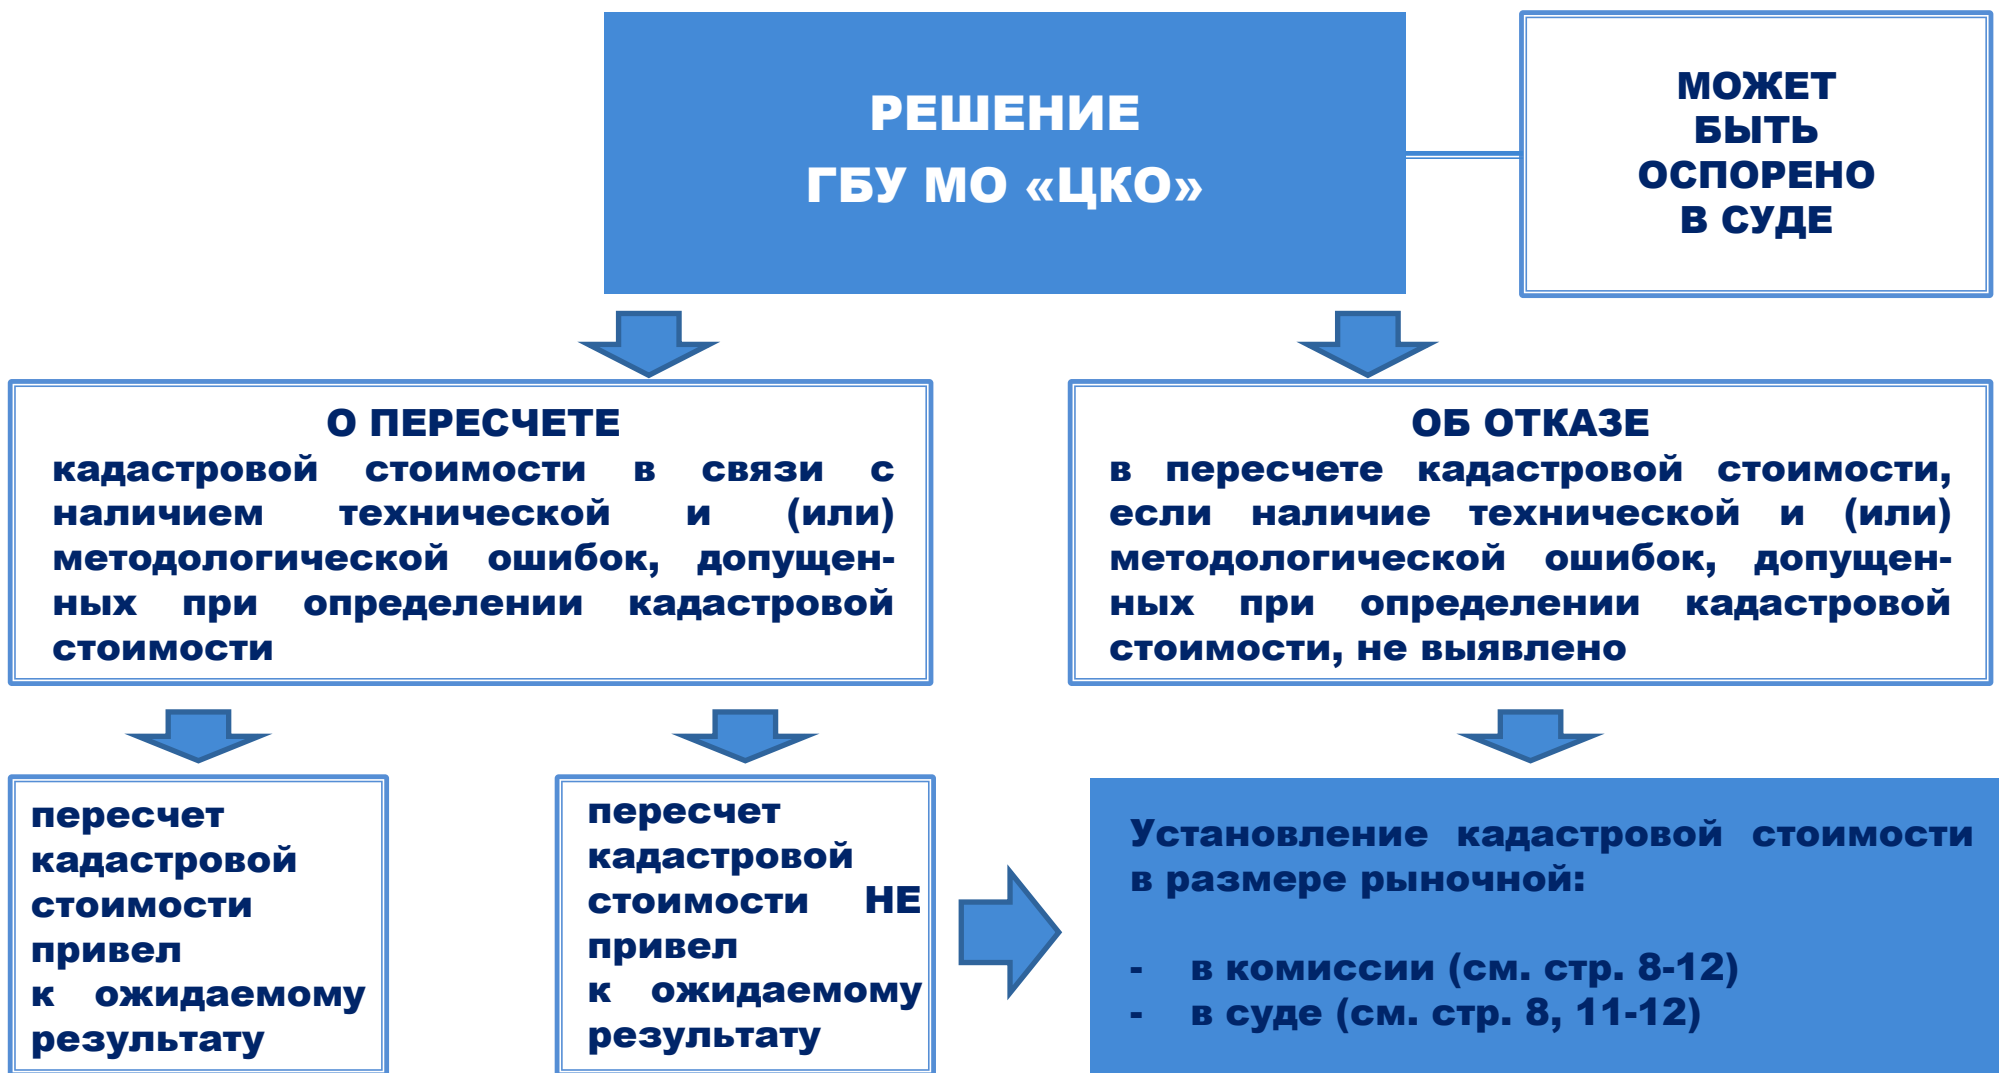 РЕШЕНИЕ
ГБУ МО «ЦКО»
МОЖЕТ
БЫТЬ
ОСПОРЕНО
В СУДЕ
О ПЕРЕСЧЕТЕ
кадастровой стоимости в связи с
наличием технической и (или)
методологической ошибок, допущен-
ных при определении кадастровой
стоимости
ОБ ОТКАЗЕ
в пересчете кадастровой стоимости,
если наличие технической и (или)
методологической ошибок, допущен-
ных при определении кадастровой
стоимости, не выявлено
пересчет
кадастровой
стоимости
привел
к ожидаемому
результату
пересчет
кадастровой
стоимости НЕ
привел
к ожидаемому
результату
Установление кадастровой стоимости
в размере рыночной:
- в комиссии (см. стр. 8-12)
- в суде (см. стр. 8, 11-12)